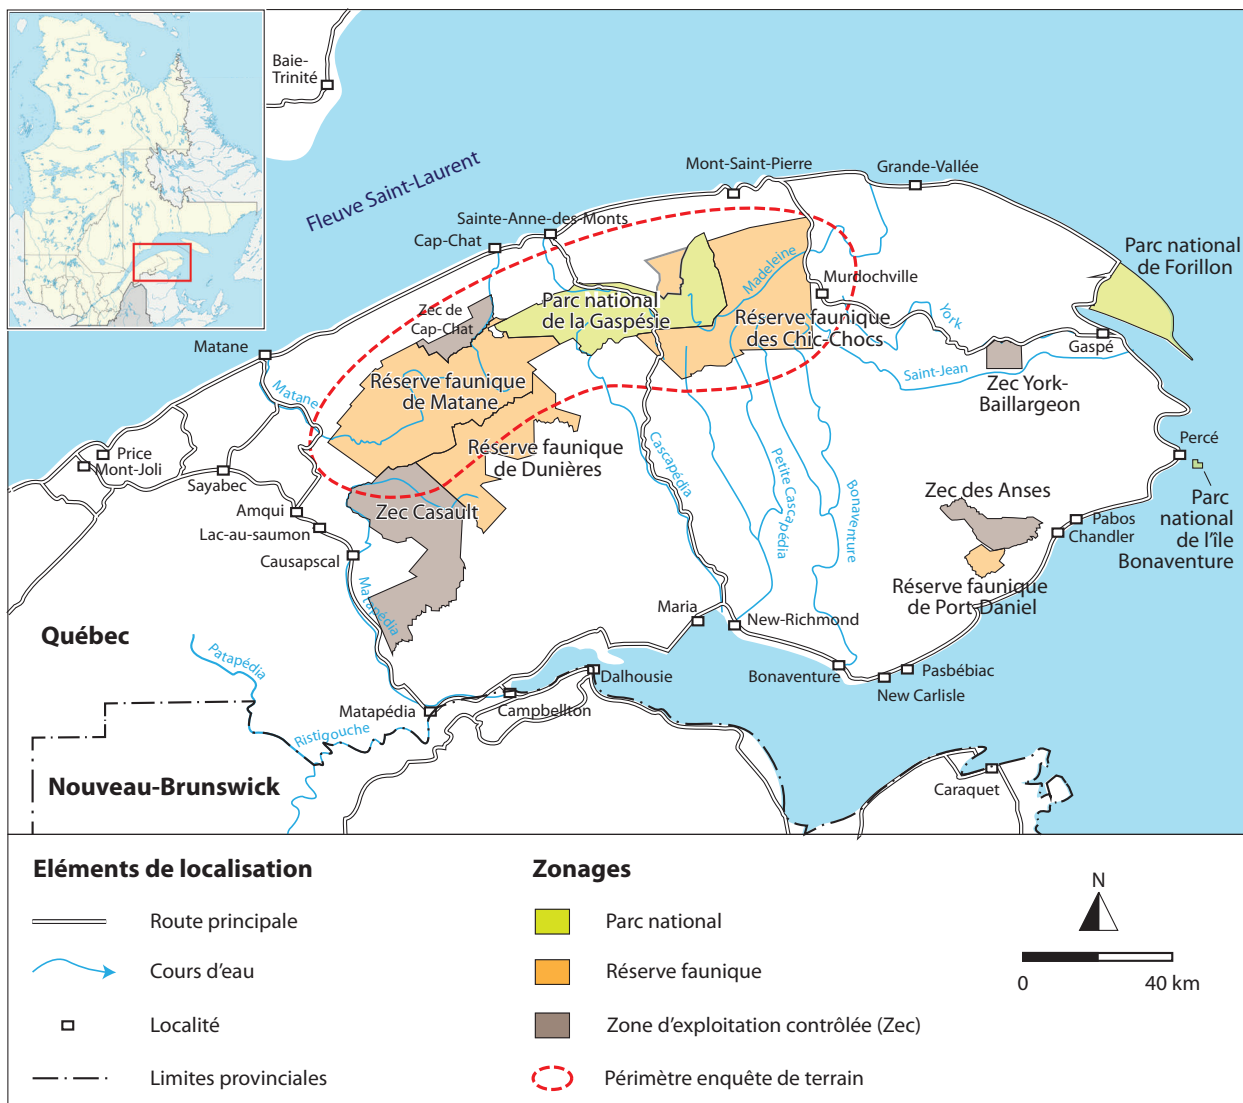 Baie-
Trinité
Fleuve Saint-Laurent
Mont-Saint-Pierre
Grande-Vallée
Sainte-Anne-des-Monts
Cap-Chat
Parc national
de Forillon
Madeleine
Murdochville
Zec de
Cap-Chat
Parc national
de la Gaspésie
Réserve faunique
des Chic-Chocs
York
Gaspé
Matane
Saint-Jean
Zec York-
Baillargeon
Matane
Réserve faunique
de Matane
Réserve faunique
de Dunières
Cascapédia
Petite Cascapédia
Bonaventure
Percé
Price
Mont-Joli
Sayabec
Zec des Anses
Parc
national
de l'île
Bonaventure
Amqui
Zec Casault
Lac-au-saumon
Pabos
Chandler
Causapscal
Matapédia
Réserve faunique
de Port-Daniel
Maria
New-Richmond
Québec
Patapédia
Dalhousie
Bonaventure
Pasbébiac
New Carlisle
Matapédia
Campbellton
Ristigouche
Nouveau-Brunswick
Caraquet
Eléments de localisation
Route principale
Cours d'eau
Localité
Limites provinciales
Zonages
Parc national
Réserve faunique
Zone d'exploitation contrôlée (Zec)
Périmètre enquête de terrain
N
0 40 km